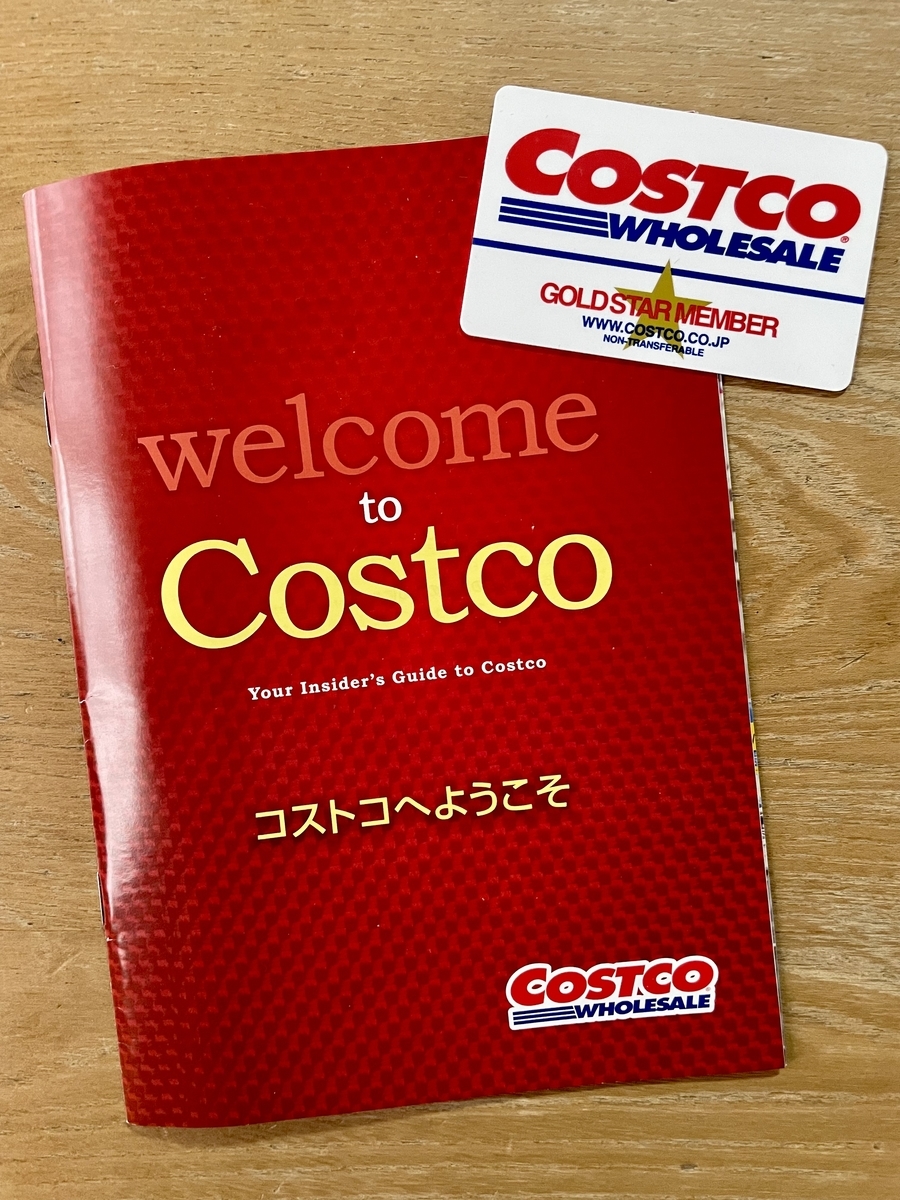 COSTCO®
WHOLESALE
GOLD STAR MEMBER
WWW.COSTCO.CO.JP
NON-TRANSFERABLE
welcome
to
Costco
Your Insider's Guide to Costco
コストコへようこそ
COSTCO
WHOLESALE